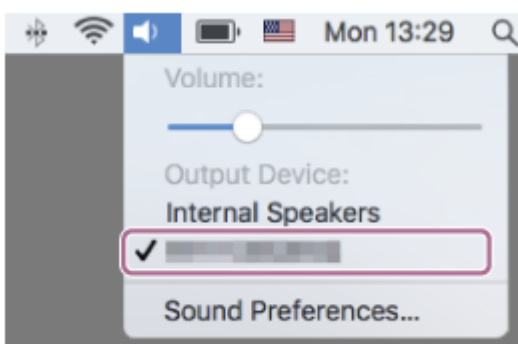 Mon 13:29
Volume:
Output Device:
Internal Speakers
Sound Preferences...